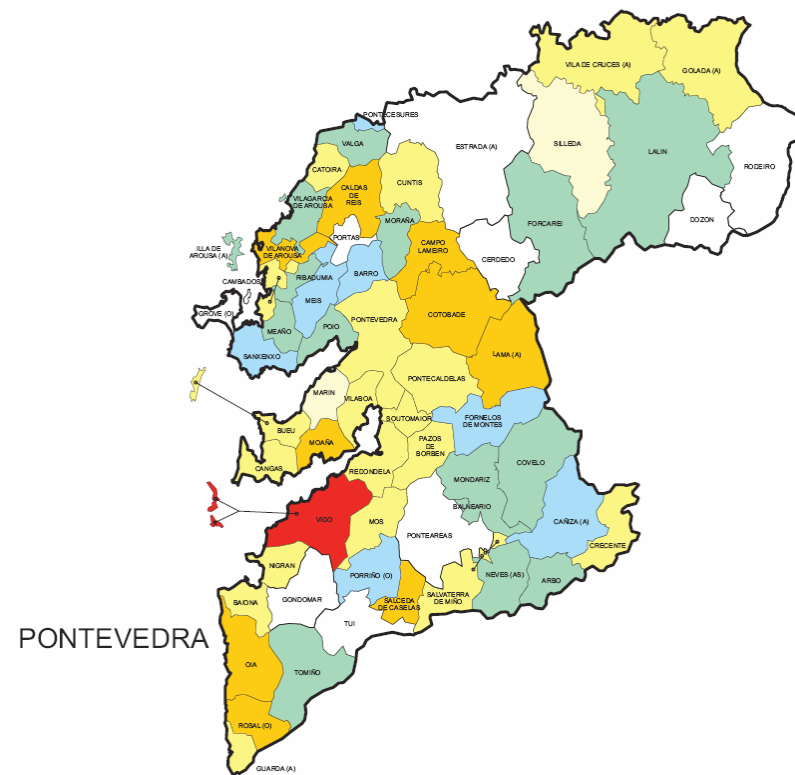 VILA DE CRUCES (A)
GOLADA (A)
PONTECESURES
VALGA
ESTRADA (A)
SILLEDA
LALIN
RODEIRO
CATOIRA
CUNTIS
CALDAS
DE
REIS
VILAGARCIA
DE AROUSA
MORAÑA
FORCAREI
DOZON
PORTAS
ILLA DE
AROUSA (A)
VILANOVA
DE AROUSA
CAMPO
LAMEIRO
CERDEDO
CAMBADOS
RIBADUMIA
BARRO
MEIS
GROVE (O)
PONTEVEDRA
COTOBADE
MEAÑO
POIO
SANXENXO
LAMA (A)
PONTECALDELAS
MARIN
VILABOA
SOUTOMAIOR
FORNELOS
DE MONTES
BUEU
MOAÑA
PAZOS
DE
BORBEN
CANGAS
REDONDELA
COVELO
MONDARIZ
BALNEARIO
VIGO
MOS
PONTEAREAS
CAÑIZA (A)
CRECENTE
NIGRAN
PORRIÑO (O)
NEVES (AS)
ARBO
BAIONA
GONDOMAR
SALCEDA
DE CASELAS
SALVATERRA
DE MIÑO
TUI
PONTEVEDRA
OIA
TOMIÑO
ROSAL (O)
GUARDA (A)